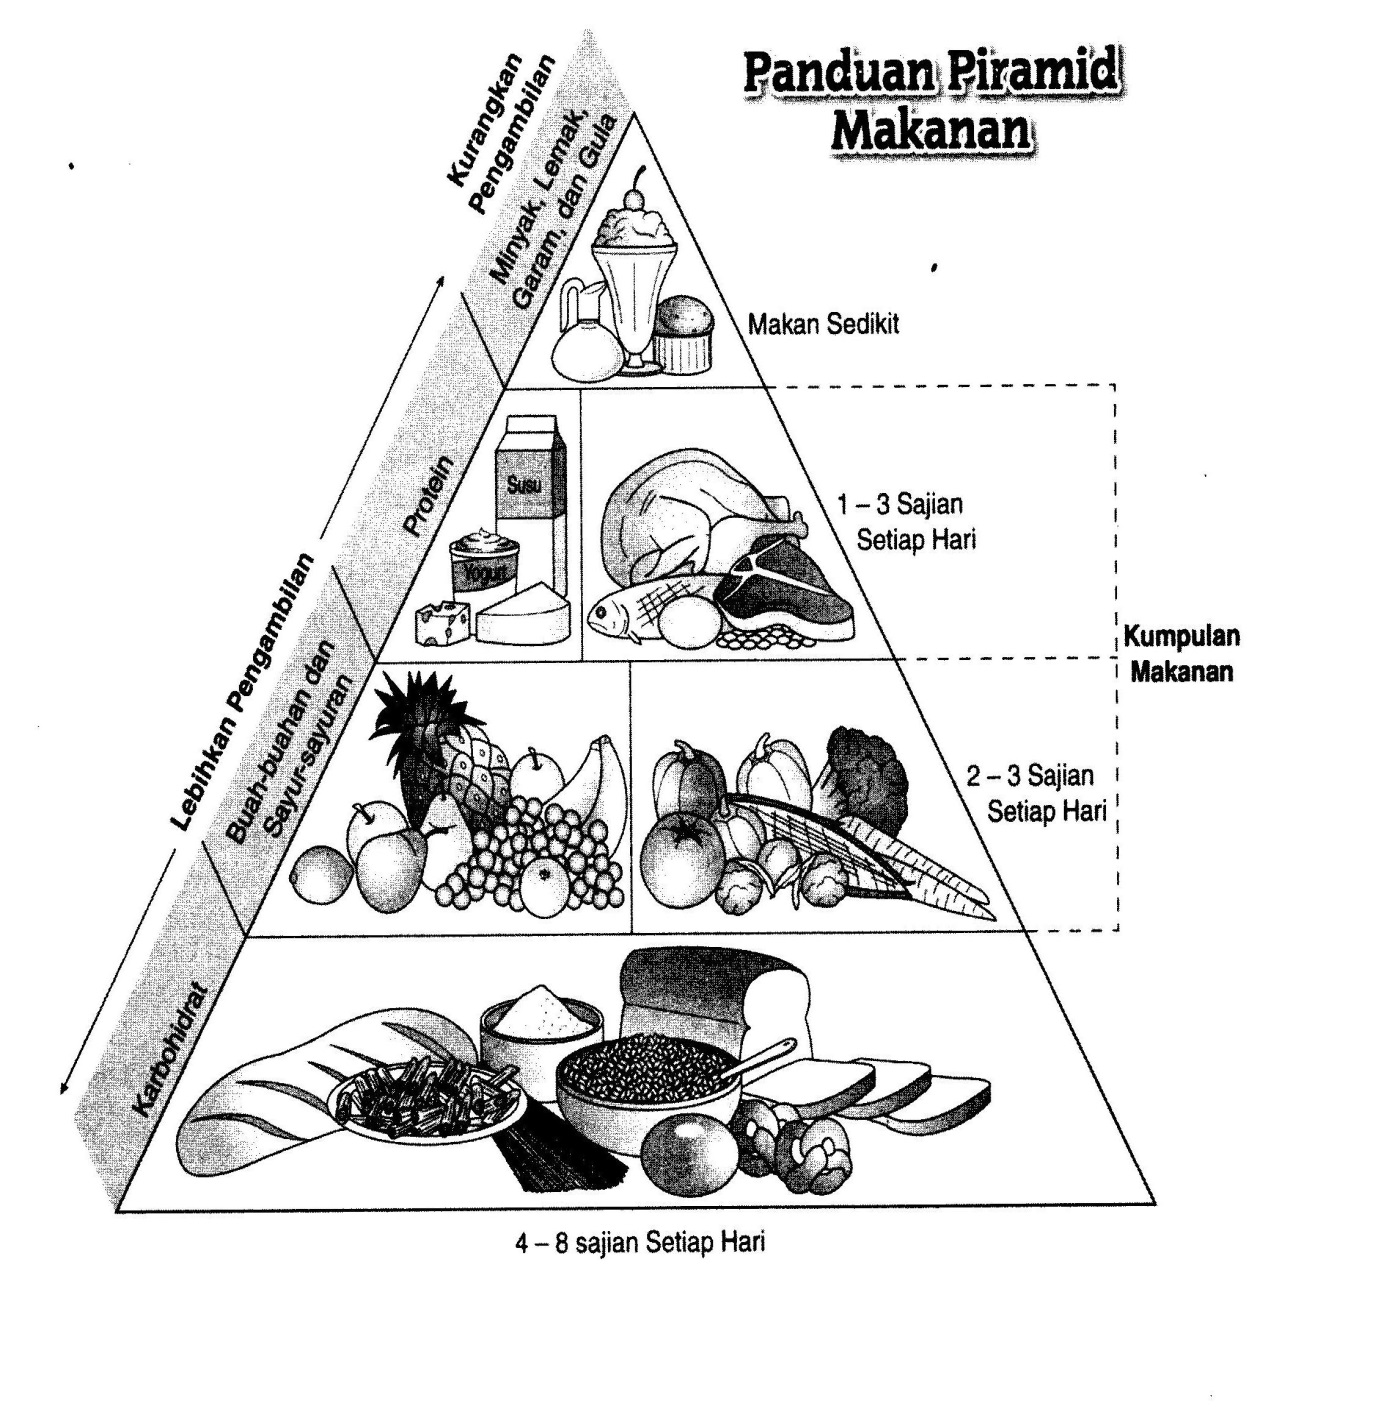 Panduan Piramid
Makanan
Kurangkan
Pengambilan
Minyak, Lemak,
Garam, dan Gula
Makan Sedikit
Lebihkan Pengambilan
Protein
Susu
Yogurt
1 – 3 Sajian
Setiap Hari
Kumpulan
Makanan
Buah-buahan dan
Sayur-sayuran
2 – 3 Sajian
Setiap Hari
Karbohidrat
4 – 8 sajian Setiap Hari